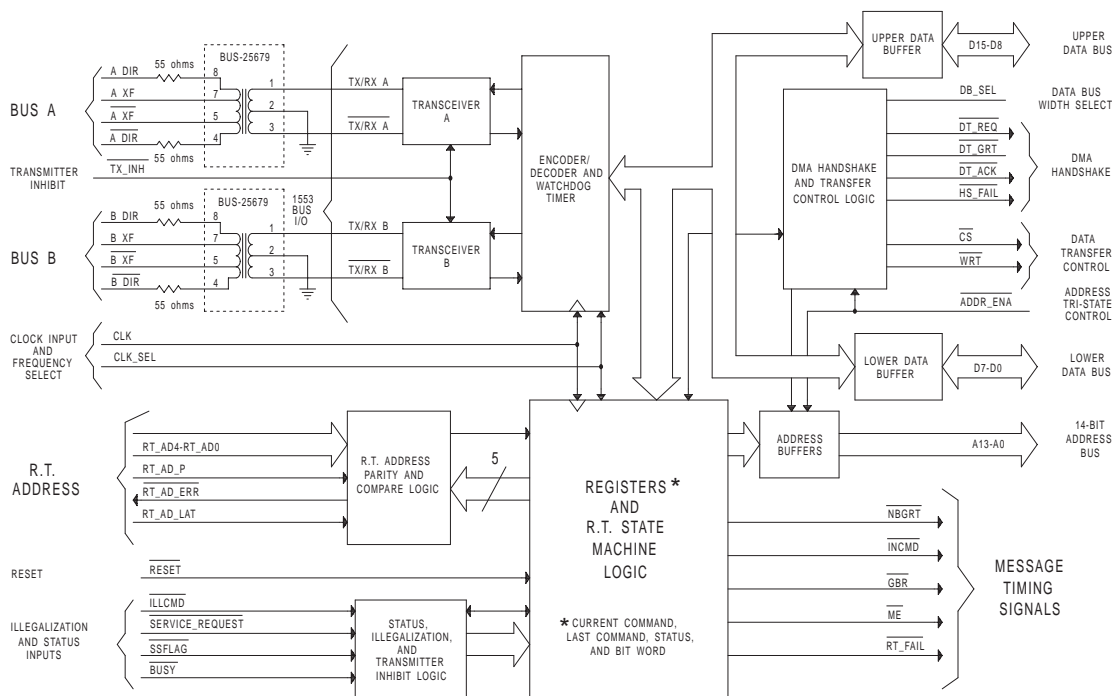 BUS A
A DIR
A XF
A XF
A DIR
55 ohms
55 ohms
BUS-25679
8
7
5
4
1
2
3
TX/RX A
TX/RX A
TRANSCEIVER
A
TRANSMITTER
INHIBIT
TX_INH
BUS B
B DIR
B XF
B XF
B DIR
55 ohms
55 ohms
BUS-25679
8
7
5
4
1
2
3
1553
BUS
I/O
TX/RX B
TX/RX B
TRANSCEIVER
B
ENCODER/
DECODER AND
WATCHDOG
TIMER
CLOCK INPUT
AND
FREQUENCY
SELECT
CLK
CLK_SEL
R.T.
ADDRESS
RT_AD4-RT_AD0
RT_AD_P
RT_AD_ERR
RT_AD_LAT
R.T. ADDRESS
PARITY AND
COMPARE LOGIC
5
RESET
RESET
ILLEGALIZATION
AND STATUS
INPUTS
ILLCMD
SERVICE_REQUEST
SSFLAG
BUSY
STATUS,
ILLEGALIZATION,
AND
TRANSMITTER
INHIBIT LOGIC
REGISTERS *
AND
R.T. STATE
MACHINE
LOGIC
* CURRENT COMMAND,
LAST COMMAND, STATUS,
AND BIT WORD
UPPER DATA
BUFFER
D15-D8
UPPER
DATA BUS
DMA HANDSHAKE
AND TRANSFER
CONTROL LOGIC
DB_SEL
DATA BUS
WIDTH SELECT
DT_REQ
DT_GRT
DT_ACK
HS_FAIL
DMA
HANDSHAKE
CS
WRT
DATA
TRANSFER
CONTROL
ADDR_ENA
ADDRESS
TRI-STATE
CONTROL
LOWER DATA
BUFFER
D7-D0
LOWER
DATA BUS
ADDRESS
BUFFERS
A13-A0
14-BIT
ADDRESS
BUS
NBGRT
INCMD
GBR
ME
RT_FAIL
MESSAGE
TIMING
SIGNALS